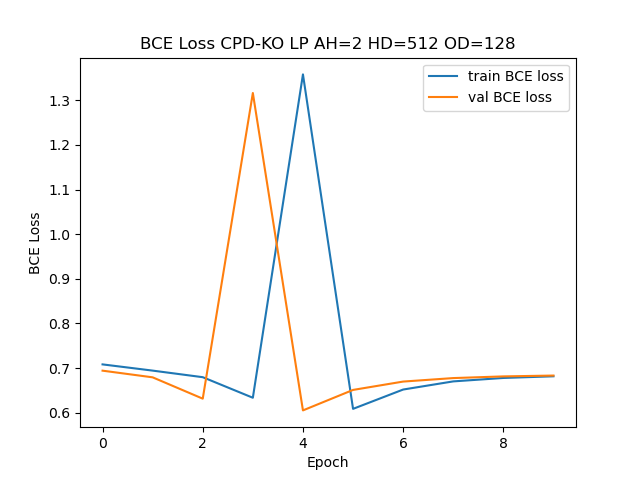 BCE Loss CPD-KO LP AH=2 HD=512 OD=128
train BCE loss
val BCE loss
1.3
1.2
1.1
1.0
0.9
0.8
0.7
0.6
BCE Loss
0 2 4 6 8
Epoch